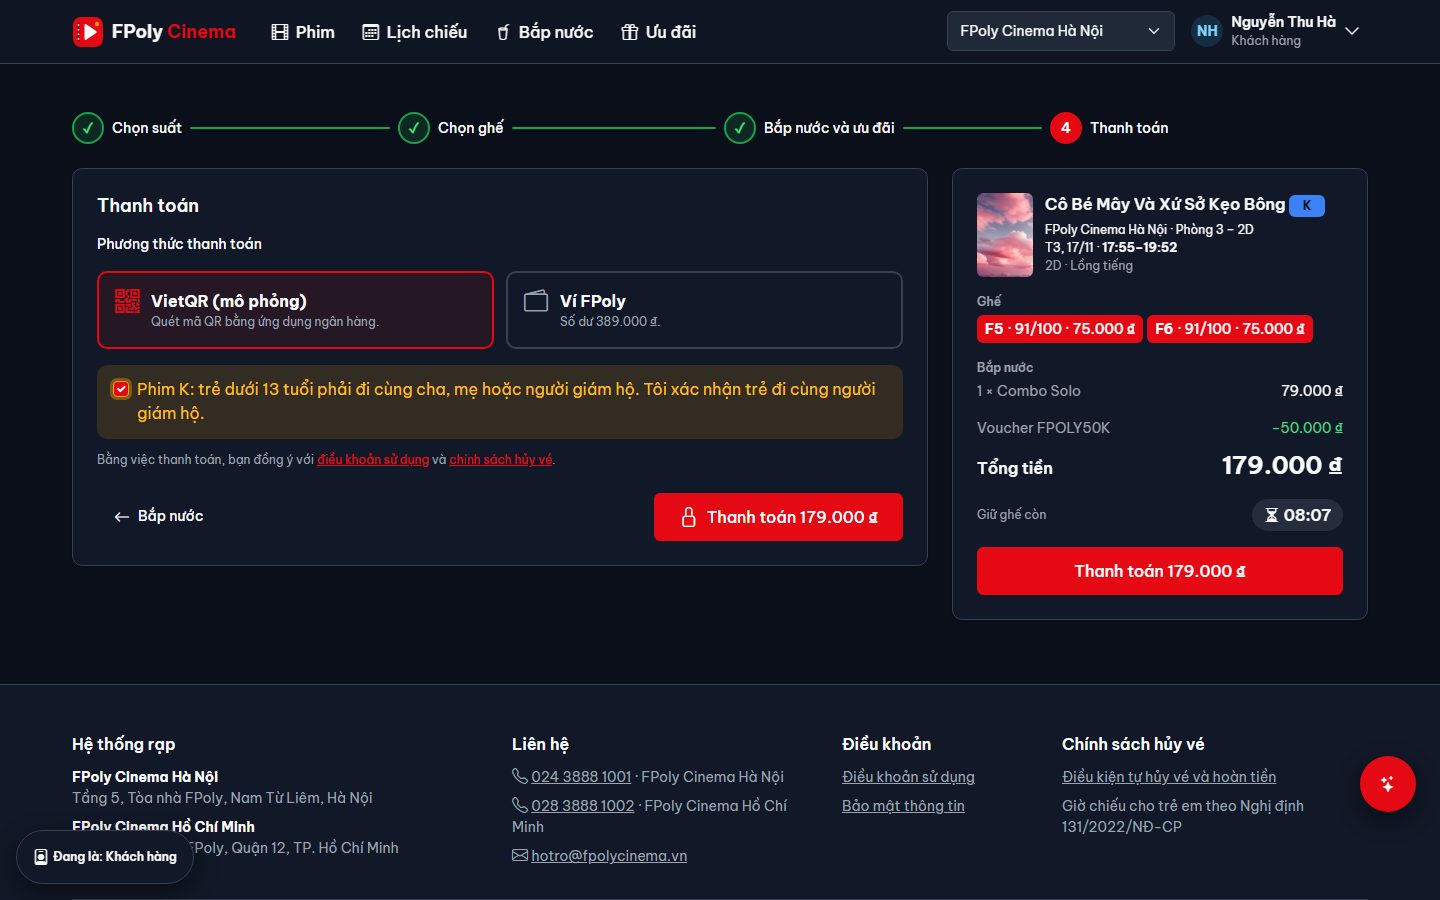 FPoly Cinema
Phim
Lịch chiếu
Bắp nước
Ưu đãi
FPoly Cinema Hà Nội
NH
Nguyễn Thu Hà
Khách hàng
Chọn suất
Chọn ghế
Bắp nước và ưu đãi
4
Thanh toán
Thanh toán
Phương thức thanh toán
VietQR (mô phỏng)
Quét mã QR bằng ứng dụng ngân hàng.
Ví FPoly
Số dư 389.000 ₫.
Phim K: trẻ dưới 13 tuổi phải đi cùng cha, mẹ hoặc người giám hộ. Tôi xác nhận trẻ đi cùng người
giám hộ.
Bằng việc thanh toán, bạn đồng ý với điều khoản sử dụng và chính sách hủy vé.
Bắp nước
Thanh toán 179.000 ₫
Cô Bé Mây Và Xứ Sở Kẹo Bông K
FPoly Cinema Hà Nội · Phòng 3 – 2D
T3, 17/11 · 17:55–19:52
2D · Lồng tiếng
Ghế
F5 · 91/100 · 75.000 ₫
F6 · 91/100 · 75.000 ₫
Bắp nước
1 × Combo Solo
79.000 ₫
Voucher FPOLY50K
-50.000 ₫
Tổng tiền
179.000 ₫
Giữ ghế còn
08:07
Thanh toán 179.000 ₫
Hệ thống rạp
FPoly Cinema Hà Nội
Tầng 5, Tòa nhà FPoly, Nam Từ Liêm, Hà Nội
FPoly Cinema Hồ Chí Minh
FPoly, Quận 12, TP. Hồ Chí Minh
Đang là: Khách hàng
Liên hệ
024 3888 1001 · FPoly Cinema Hà Nội
028 3888 1002 · FPoly Cinema Hồ Chí
Minh
hotro@fpolycinema.vn
Điều khoản
Điều khoản sử dụng
Bảo mật thông tin
Chính sách hủy vé
Điều kiện tự hủy vé và hoàn tiền
Giờ chiếu cho trẻ em theo Nghị định
131/2022/NĐ-CP